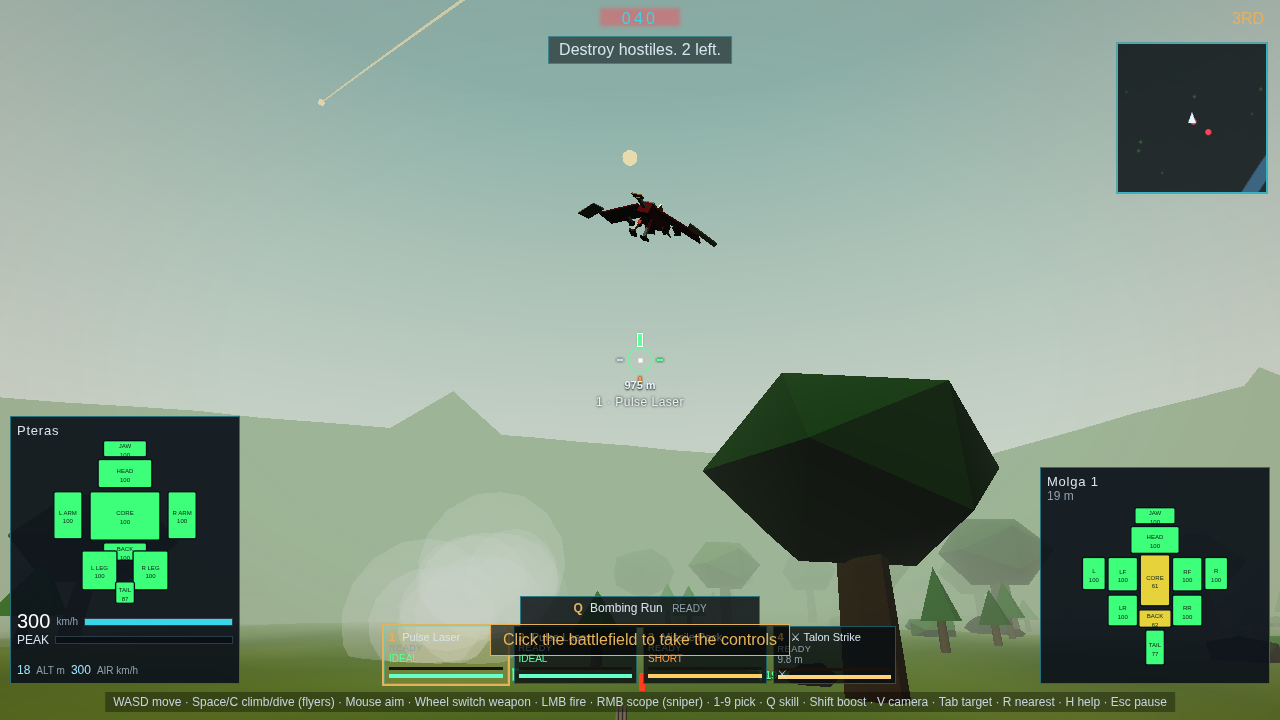 040
3RD
Destroy hostiles. 2 left.
975 m
1 · Pulse Laser
Pteras
JAW
100
HEAD
100
L ARM
100
CORE
100
R ARM
100
BACK
100
L LEG
100
R LEG
100
TAIL
87
300 km/h
PEAK
18 ALT m 300 AIR km/h
Molga 1
19 m
JAW
100
HEAD
100
L
100
LF
100
CORE
61
RF
100
R
100
LR
100
BACK
62
RR
100
TAIL
77
Q Bombing Run READY
1 Pulse Laser
READY
IDEAL
READY
IDEAL
READY
SHORT
4 ⚔ Talon Strike
READY
9.8 m
Click the battlefield to take the controls
WASD move · Space/C climb/dive (flyers) · Mouse aim · Wheel switch weapon · LMB fire · RMB scope (sniper) · 1-9 pick · Q skill · Shift boost · V camera · Tab target · R nearest · H help · Esc pause